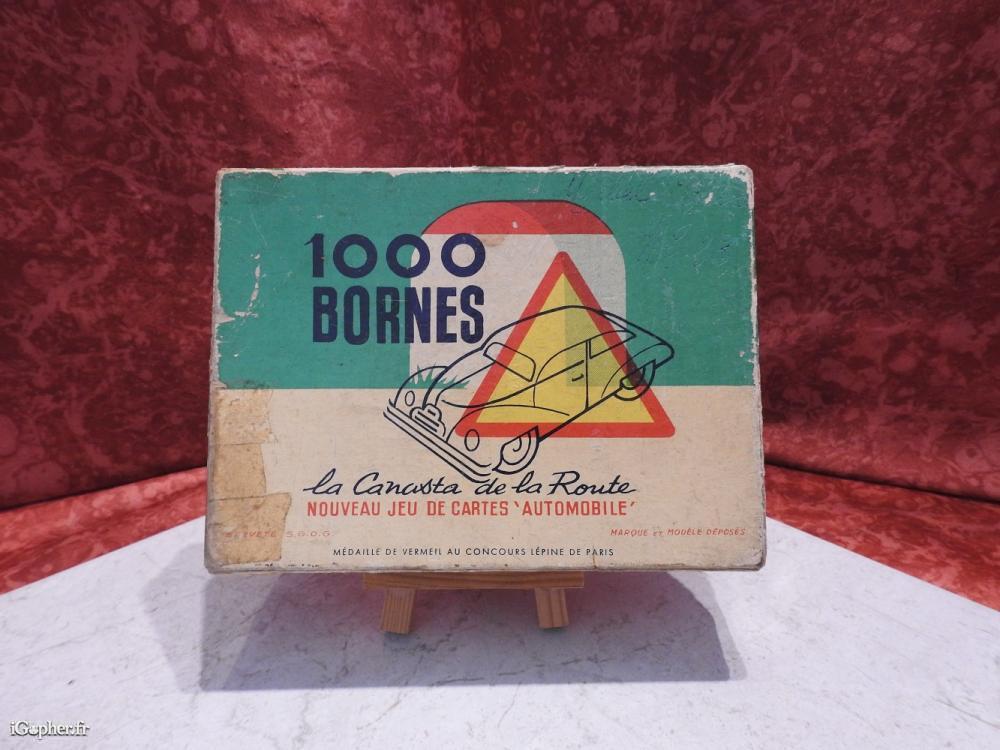 1000
BORNES
la Canasta de la Route
NOUVEAU JEU DE CARTES 'AUTOMOBILE'
BREVETÉ S.G.D.G.
MARQUE ET MODÈLE DÉPOSÉS
MÉDAILLE DE VERMEIL AU CONCOURS LÉPINE DE PARIS
iGopher.fr